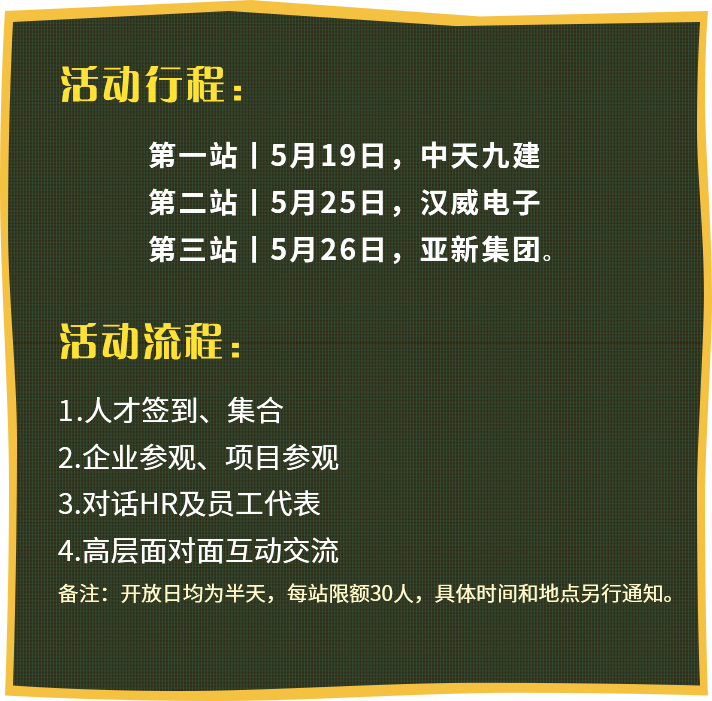 活动行程：
第一站丨5月19日，中天九建
第二站丨5月25日，汉威电子
第三站丨5月26日，亚新集团。
活动流程：
1.人才签到、集合
2.企业参观、项目参观
3.对话HR及员工代表
4.高层面对面互动交流
备注：开放日均为半天，每站限额30人，具体时间和地点另行通知。